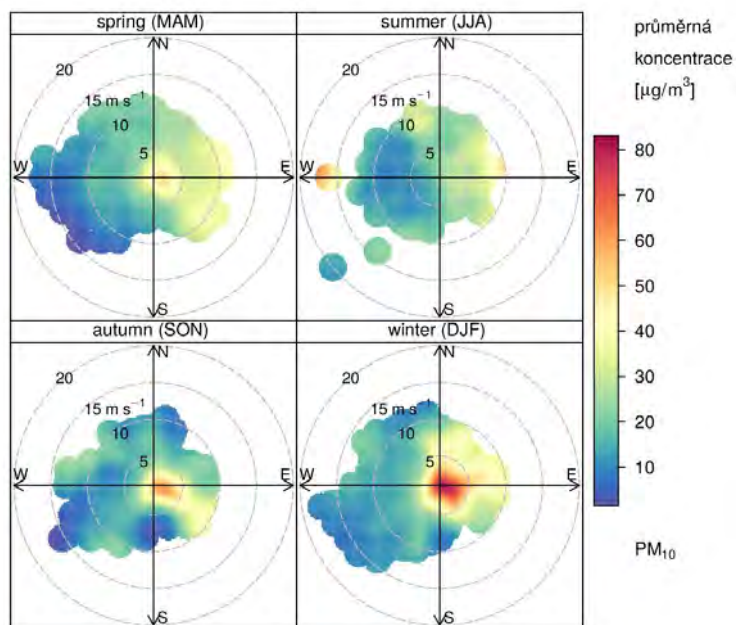 spring (MAM)
N
20
15 m s⁻¹
10
5
W
E
S
summer (JJA)
N
20
15 m s⁻¹
10
5
W
E
S
autumn (SON)
N
20
15 m s⁻¹
10
5
W
E
S
winter (DJF)
N
20
15 m s⁻¹
10
5
W
E
S
průměrná
koncentrace
[µg/m³]
80
70
60
50
40
30
20
10
PM₁₀